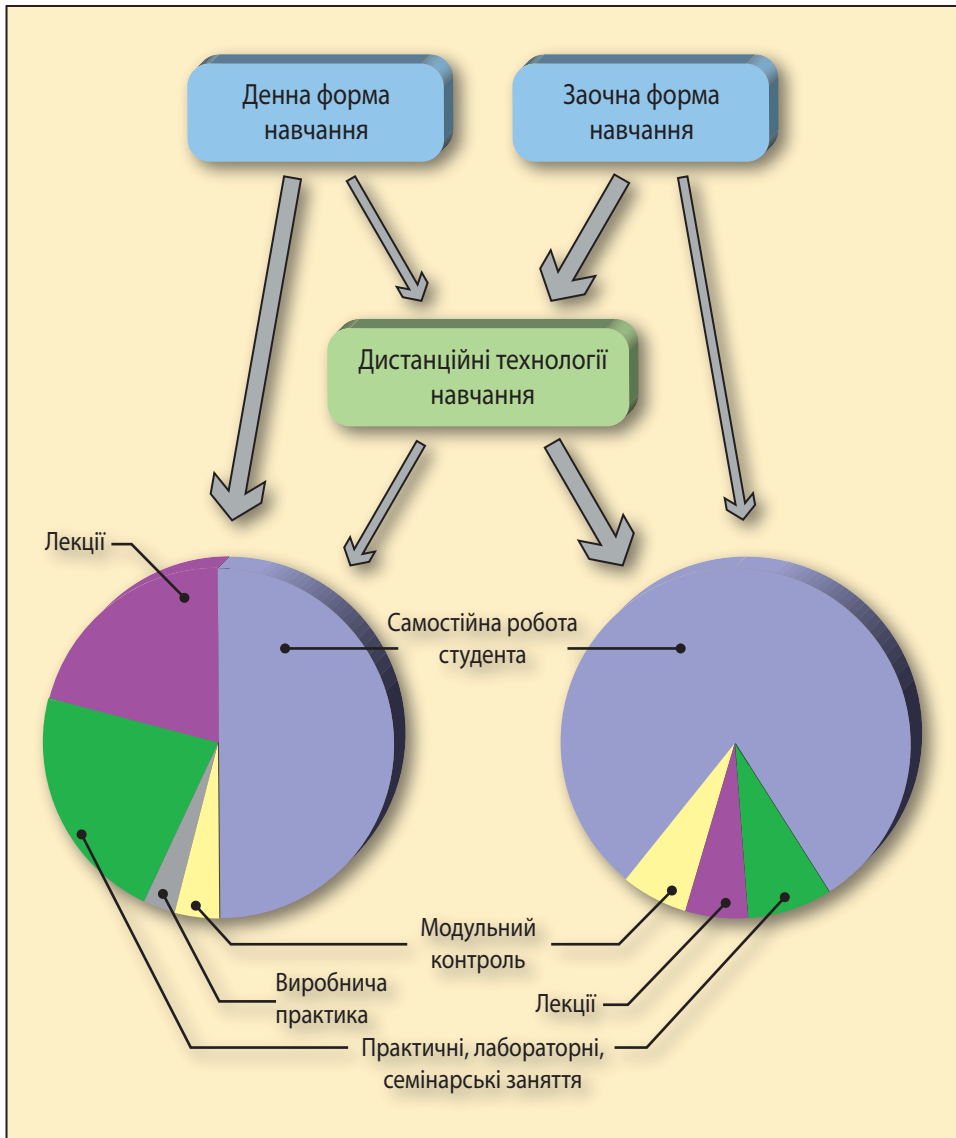 Денна форма
навчання
Заочна форма
навчання
Дистанційні технології
навчання
Лекції
Самостійна робота
студента
Модульний
контроль
Виробнича
практика
Лекції
Практичні, лабораторні,
семінарські заняття